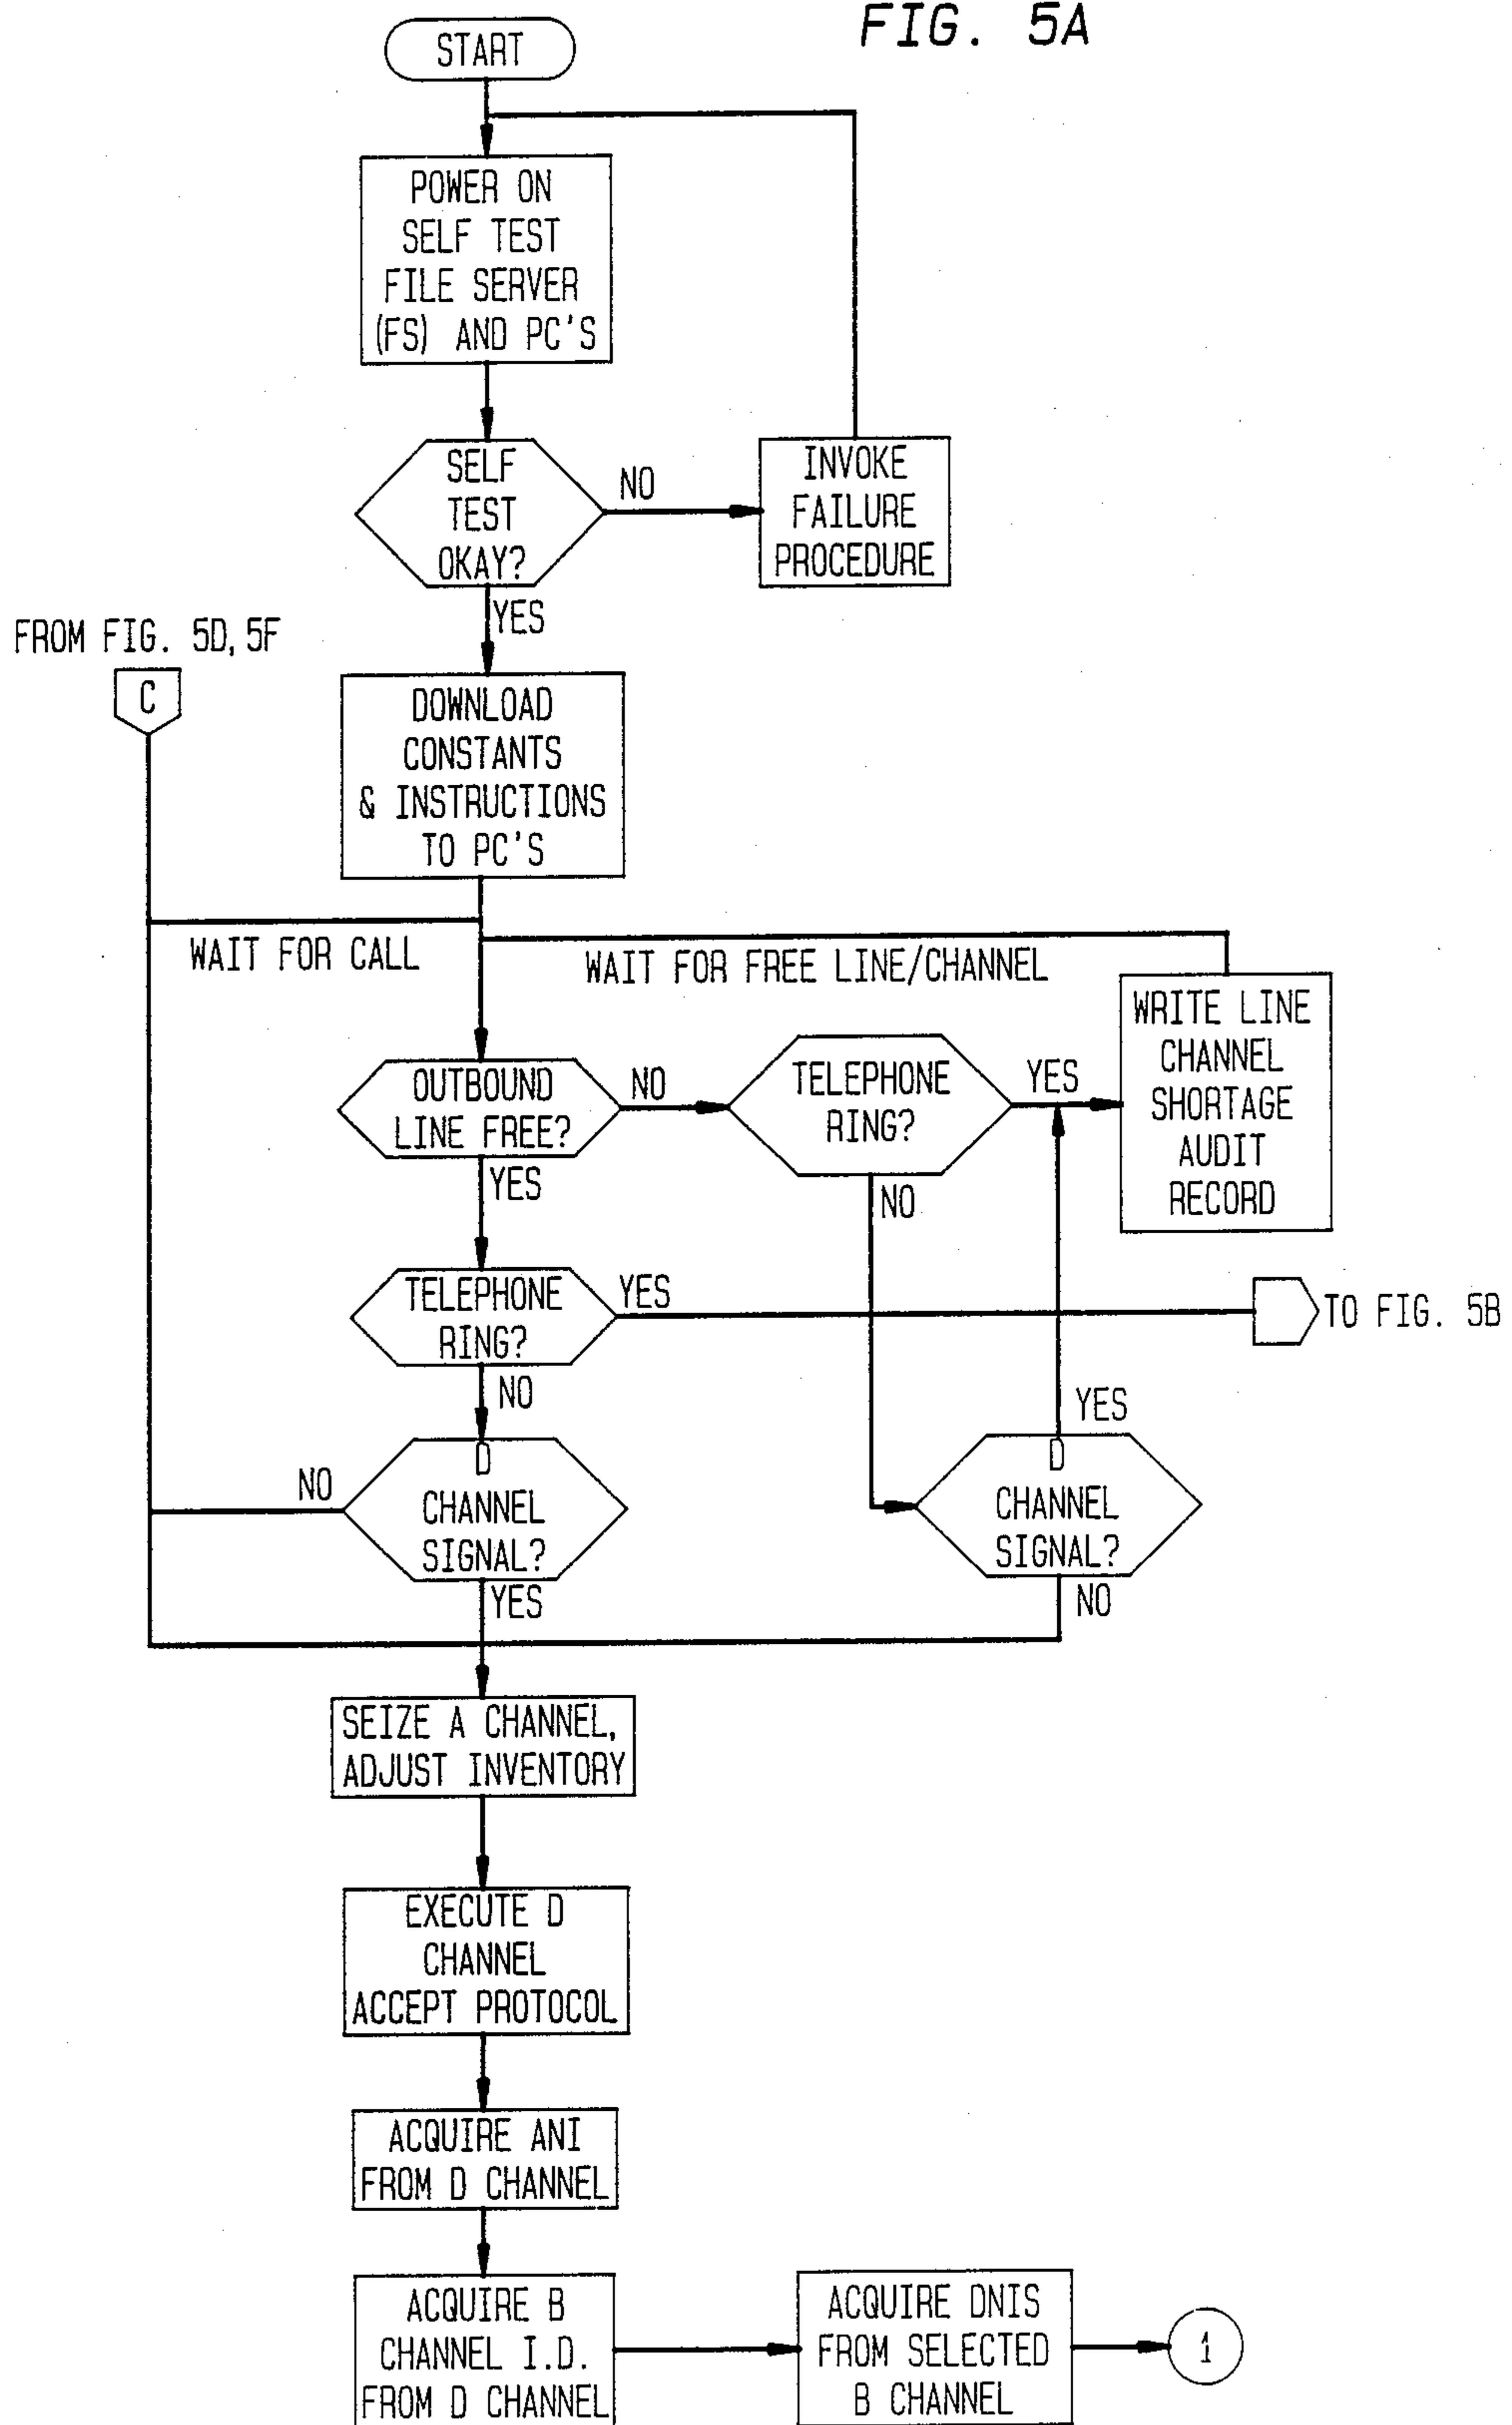 FIG. 5A
START
POWER ON
SELF TEST
FILE SERVER
(FS) AND PC'S
SELF
TEST
OKAY?
NO
INVOKE
FAILURE
PROCEDURE
YES
FROM FIG. 5D, 5F
C
DOWNLOAD
CONSTANTS
& INSTRUCTIONS
TO PC'S
WAIT FOR CALL
WAIT FOR FREE LINE/CHANNEL
WRITE LINE
CHANNEL
SHORTAGE
AUDIT
RECORD
OUTBOUND
LINE FREE?
NO
TELEPHONE
RING?
YES
YES
NO
TELEPHONE
RING?
YES
TO FIG. 5B
NO
YES
D
CHANNEL
SIGNAL?
NO
D
CHANNEL
SIGNAL?
YES
NO
SEIZE A CHANNEL,
ADJUST INVENTORY
EXECUTE D
CHANNEL
ACCEPT PROTOCOL
ACQUIRE ANI
FROM D CHANNEL
ACQUIRE B
CHANNEL I.D.
FROM D CHANNEL
ACQUIRE DNIS
FROM SELECTED
B CHANNEL
1